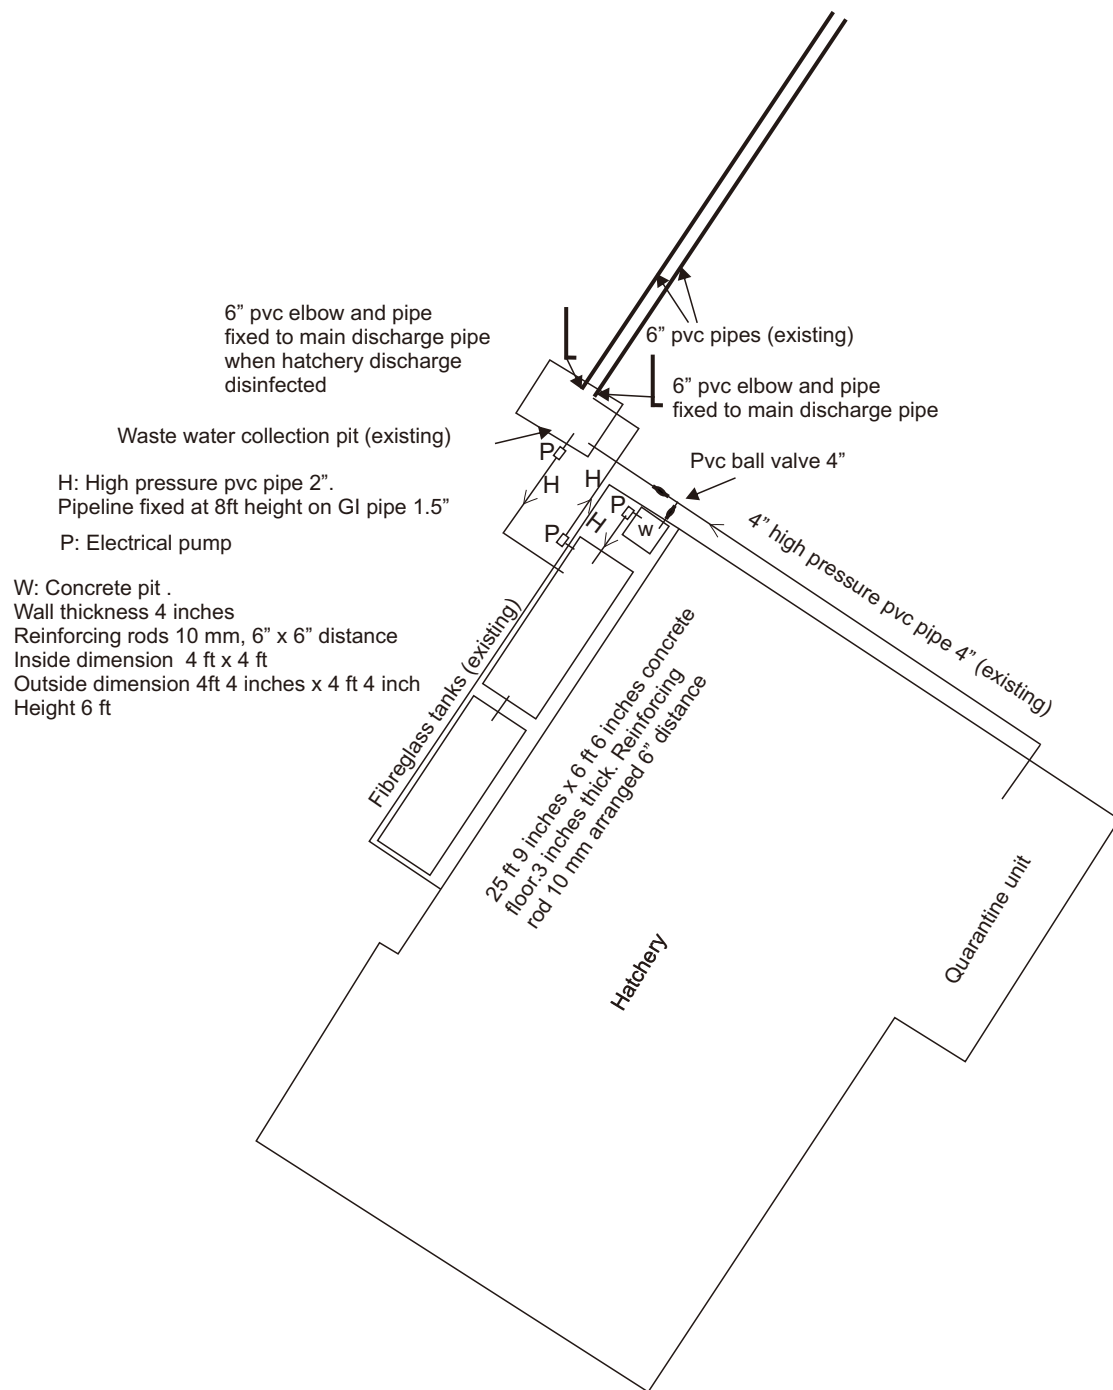 6” pvc elbow and pipe
fixed to main discharge pipe
when hatchery discharge
disinfected
6” pvc pipes (existing)
6” pvc elbow and pipe
fixed to main discharge pipe
Waste water collection pit (existing)
Pvc ball valve 4”
H: High pressure pvc pipe 2”.
Pipeline fixed at 8ft height on GI pipe 1.5”
P: Electrical pump
W: Concrete pit .
Wall thickness 4 inches
Reinforcing rods 10 mm, 6” x 6” distance
Inside dimension 4 ft x 4 ft
Outside dimension 4ft 4 inches x 4 ft 4 inch
Height 6 ft
P
H
H
P
H
P
w
4” high pressure pvc pipe 4” (existing)
Fibreglass tanks (existing)
25 ft 9 inches x 6 ft 6 inches concrete
floor.3 inches thick. Reinforcing
rod 10 mm arranged 6” distance
Hatchery
Quarantine unit